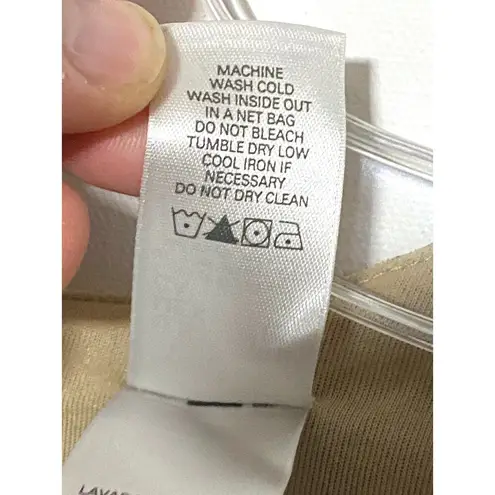 MACHINE
WASH COLD
WASH INSIDE OUT
IN A NET BAG
DO NOT BLEACH
TUMBLE DRY LOW
COOL IRON IF
NECESSARY
DO NOT DRY CLEAN